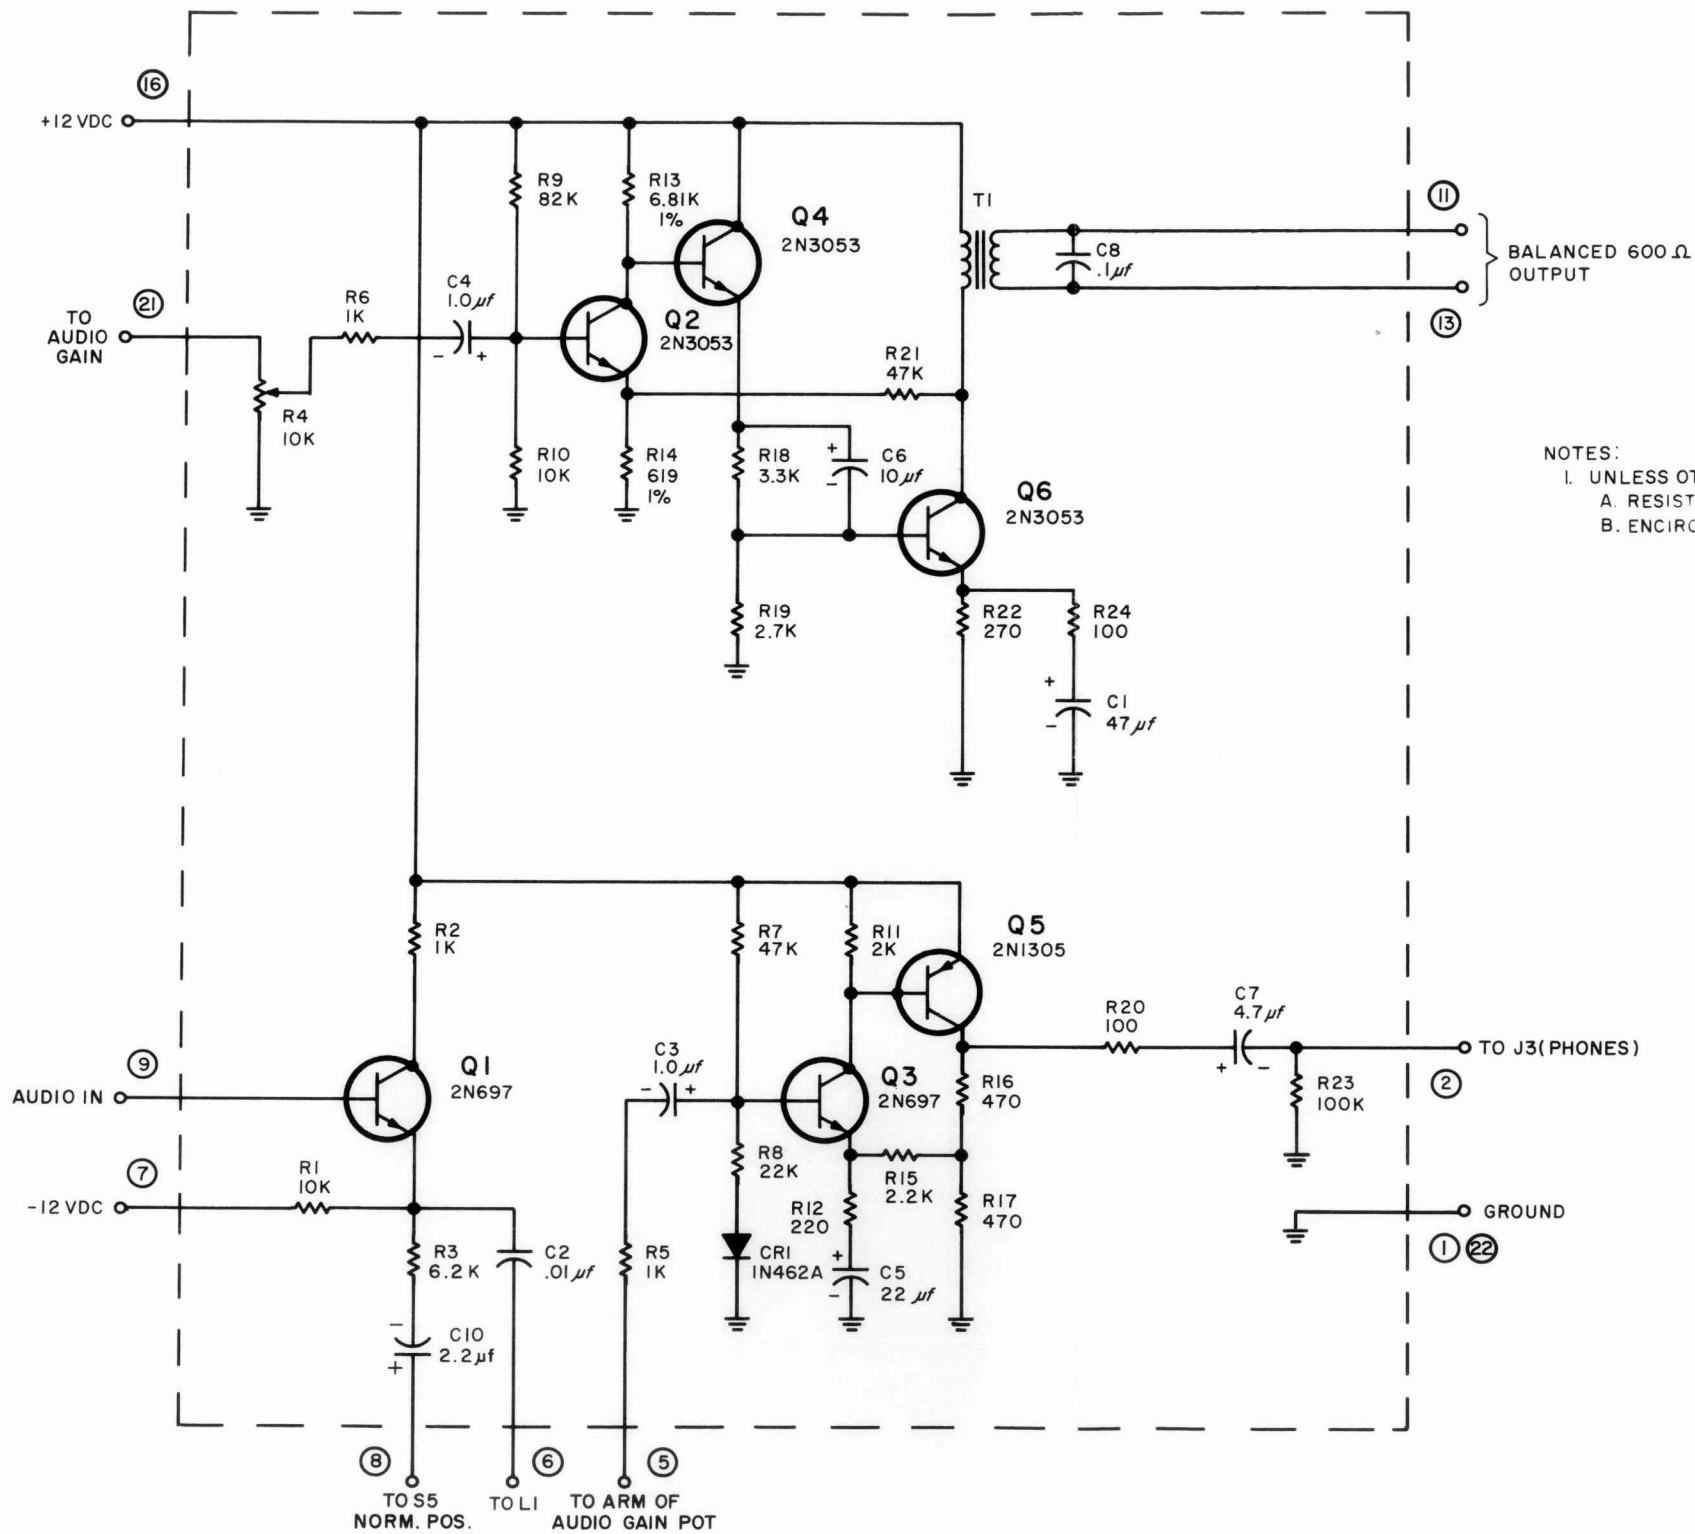 16
+12 VDC
R9
82K
R13
6.81K
1%
Q4
2N3053
T1
11
C8
.1µf
BALANCED 600 Ω
OUTPUT
13
21
TO
AUDIO
GAIN
R6
1K
C4
1.0µf
- +
Q2
2N3053
R21
47K
R4
10K
R10
10K
R14
619
1%
R18
3.3K
+
-
C6
10µf
Q6
2N3053
NOTES:
1. UNLESS OT
A. RESIST
B. ENCIRC
R19
2.7K
R22
270
R24
100
+
-
C1
47µf
R2
1K
R7
47K
R11
2K
Q5
2N1305
9
AUDIO IN
Q1
2N697
C3
1.0µf
- +
Q3
2N697
R20
100
C7
4.7µf
+ -
TO J3(PHONES)
2
R16
470
R23
100K
7
-12 VDC
R1
10K
R8
22K
R15
2.2K
R12
220
R17
470
GROUND
1 22
R3
6.2K
C2
.01µf
R5
1K
CR1
1N462A
+
-
C5
22µf
-
+
C10
2.2µf
8
TO S5
NORM. POS.
6
TO L1
5
TO ARM OF
AUDIO GAIN POT